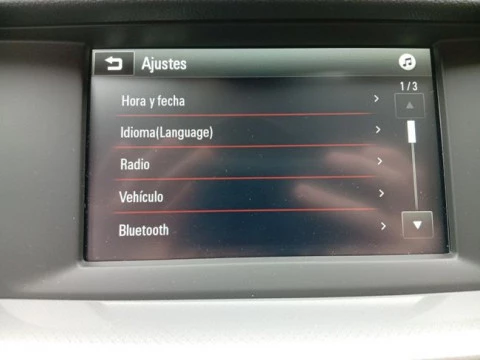 Ajustes
1/3
Hora y fecha
Idioma(Language)
Radio
Vehículo
Bluetooth